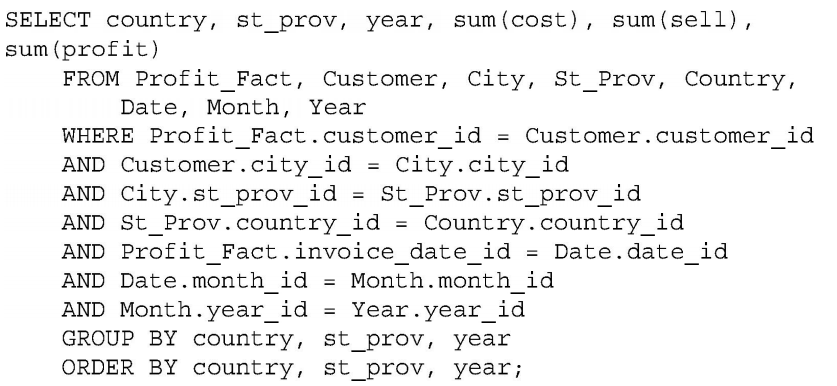 SELECT country, st_prov, year, sum(cost), sum(sell),
sum(profit)
FROM Profit_Fact, Customer, City, St_Prov, Country,
Date, Month, Year
WHERE Profit_Fact.customer_id = Customer.customer_id
AND Customer.city_id = City.city_id
AND City.st_prov_id = St_Prov.st_prov_id
AND St_Prov.country_id = Country.country_id
AND Profit_Fact.invoice_date_id = Date.date_id
AND Date.month_id = Month.month_id
AND Month.year_id = Year.year_id
GROUP BY country, st_prov, year
ORDER BY country, st_prov, year;